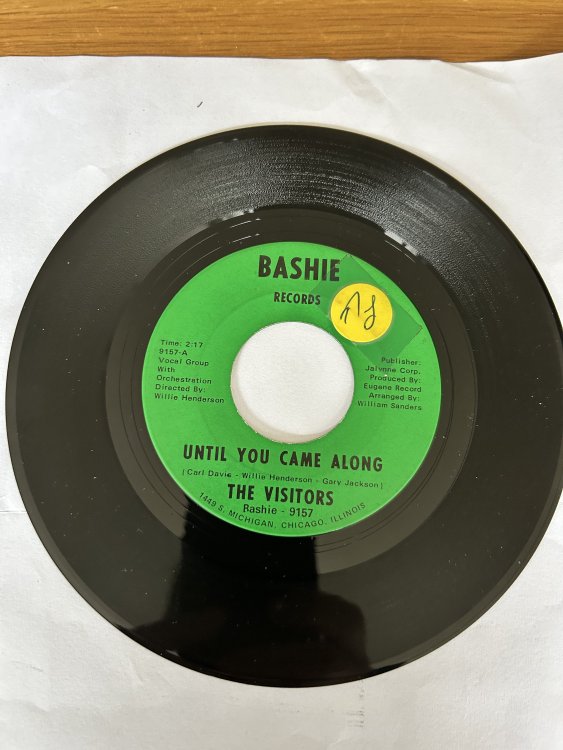 BASHIE
RECORDS
Time: 2:17
9157-A
Vocal Group
With
Orchestration
Directed By:
Willie Henderson
Publisher:
Jalynne Corp.
Produced By:
Eugene Record
Arranged By:
William Sanders
UNTIL YOU CAME ALONG
(Carl Davis - Willie Henderson - Gary Jackson)
THE VISITORS
Bashie - 9157
1449 S. MICHIGAN, CHICAGO, ILLINOIS